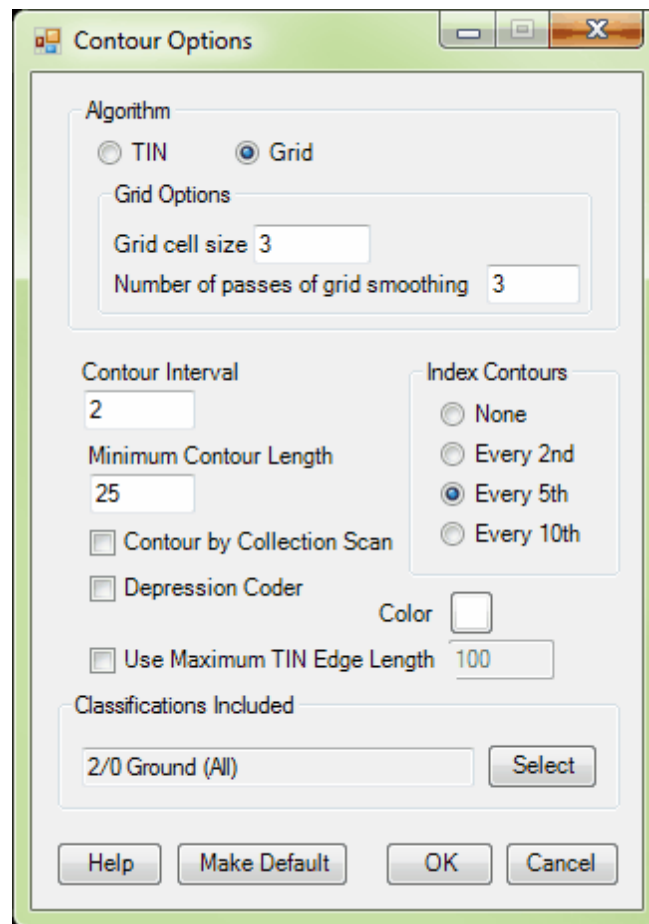 Contour Options
Algorithm
TIN
Grid
Grid Options
Grid cell size 3
Number of passes of grid smoothing 3
Contour Interval
2
Minimum Contour Length
25
Contour by Collection Scan
Depression Coder
Index Contours
None
Every 2nd
Every 5th
Every 10th
Color
Use Maximum TIN Edge Length 100
Classifications Included
2/0 Ground (All)
Select
Help
Make Default
OK
Cancel